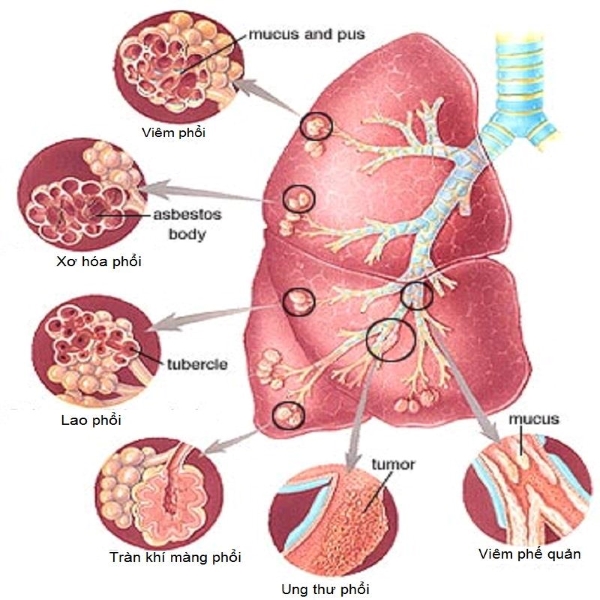 mucus and pus
Viêm phổi
asbestos
body
Xơ hóa phổi
tubercle
Lao phổi
mucus
tumor
Tràn khí màng phổi
Viêm phế quản
Ung thư phổi